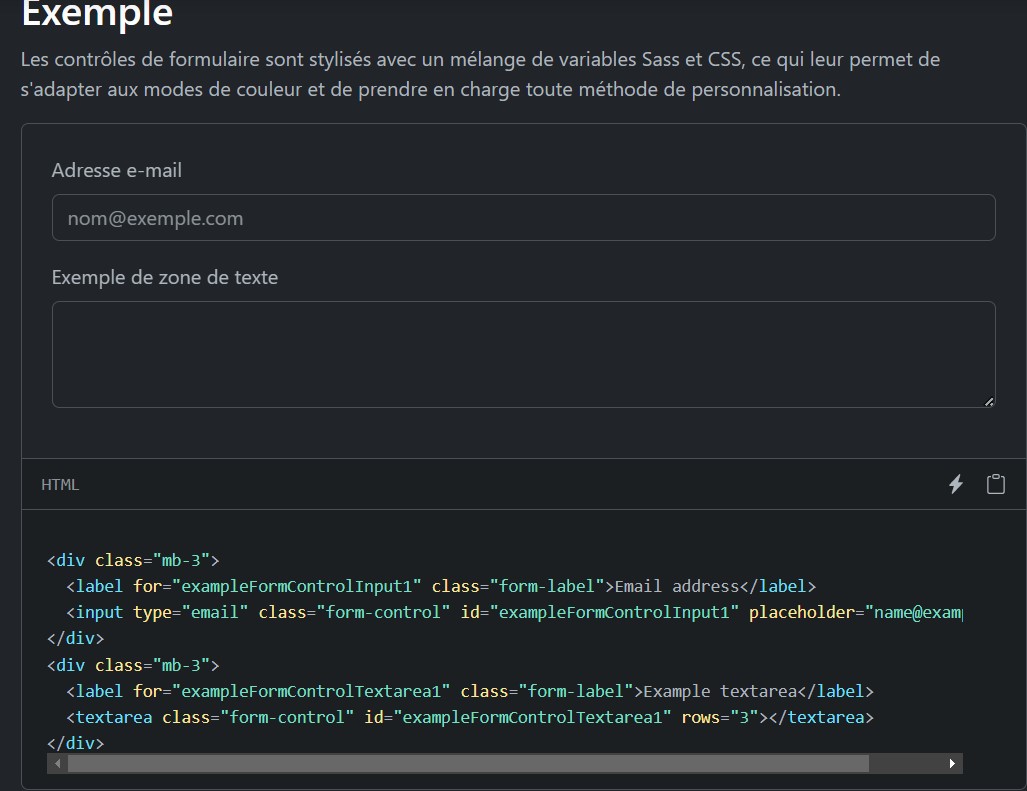 Exemple
Les contrôles de formulaire sont stylisés avec un mélange de variables Sass et CSS, ce qui leur permet de
s'adapter aux modes de couleur et de prendre en charge toute méthode de personnalisation.
Adresse e-mail
nom@exemple.com
Exemple de zone de texte
HTML
<div class="mb-3">
  <label for="exampleFormControlInput1" class="form-label">Email address</label>
  <input type="email" class="form-control" id="exampleFormControlInput1" placeholder="name@exam
</div>
<div class="mb-3">
  <label for="exampleFormControlTextarea1" class="form-label">Example textarea</label>
  <textarea class="form-control" id="exampleFormControlTextarea1" rows="3"></textarea>
</div>